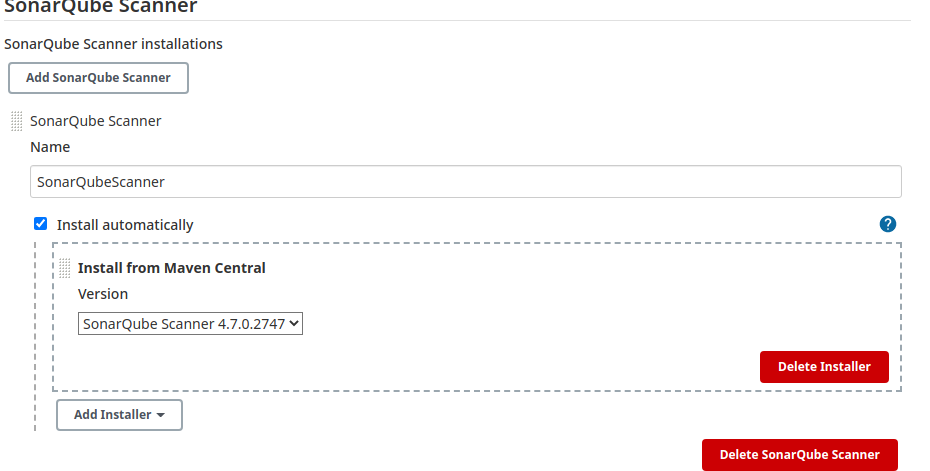 SonarQube Scanner
SonarQube Scanner installations
Add SonarQube Scanner
SonarQube Scanner
Name
SonarQubeScanner
Install automatically
?
Install from Maven Central
Version
SonarQube Scanner 4.7.0.2747
Delete Installer
Add Installer
Delete SonarQube Scanner